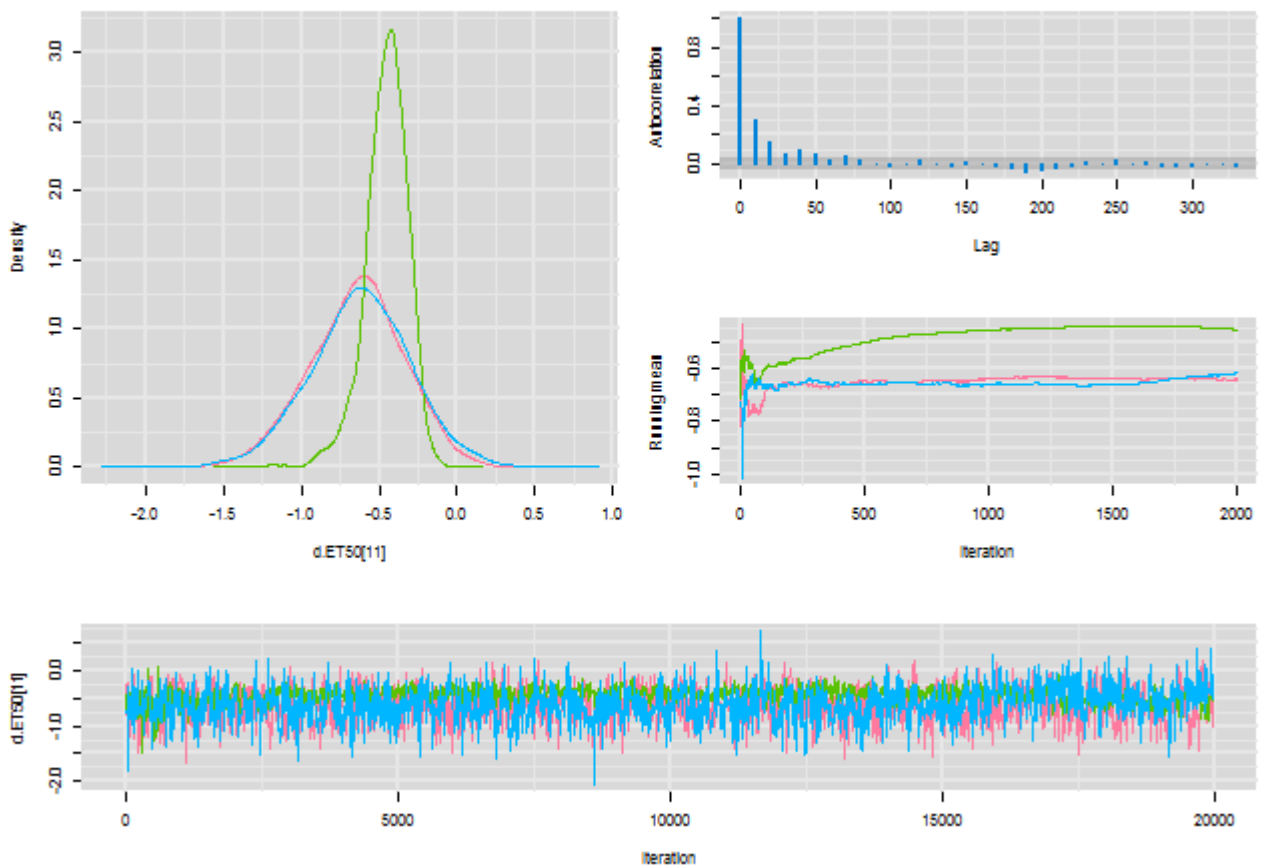 3.0
2.5
2.0
1.5
1.0
0.5
0.0
Density
-2.0 -1.5 -1.0 -0.5 0.0 0.5 1.0
d.ET50[11]
0.8
0.4
0.0
Autocorrelation
0 50 100 150 200 250 300
Lag
-0.6
-0.8
-1.0
Running mean
0 500 1000 1500 2000
Iteration
0.0
-1.0
-2.0
d.ET50[11]
0 5000 10000 15000 20000
Iteration